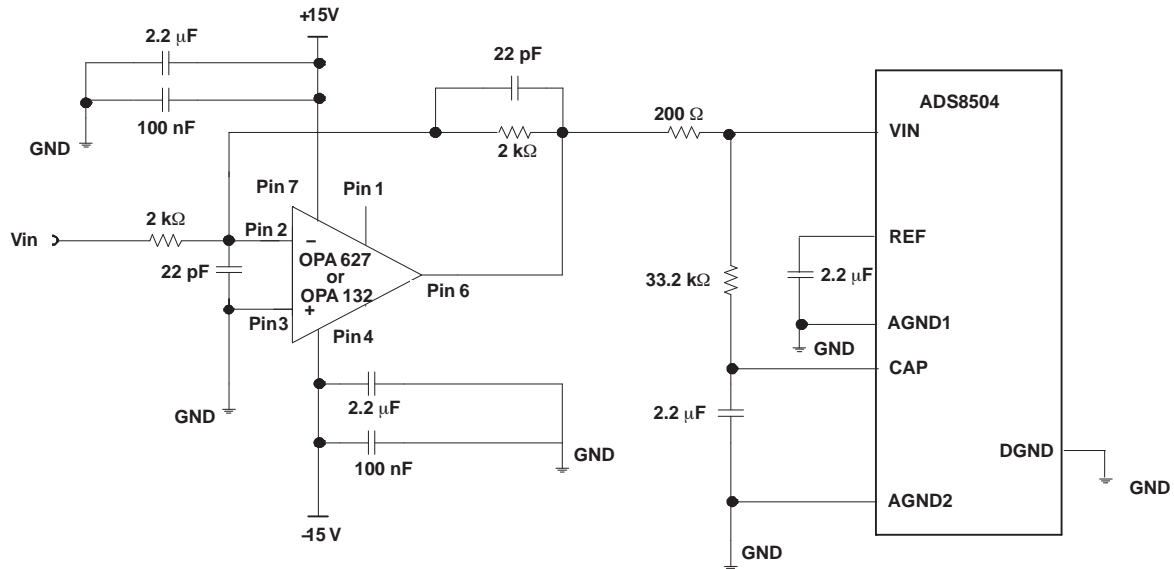 +15V
2.2 μF
100 nF
GND
22 pF
2 kΩ
200 Ω
ADS8504
VIN
Pin 7
Pin 1
Vin
2 kΩ
Pin 2
–
22 pF
OPA 627
or
OPA 132
Pin 6
Pin3
+
Pin4
33.2 kΩ
REF
2.2 μF
AGND1
GND
CAP
GND
2.2 μF
100 nF
GND
2.2 μF
DGND
GND
AGND2
GND
–15 V